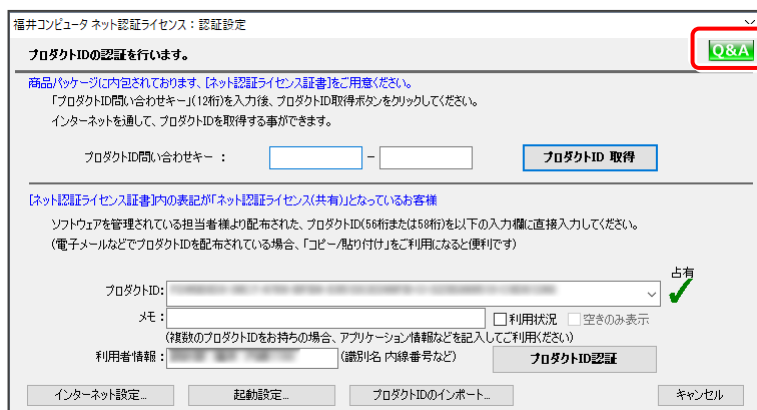 福井コンピュータ ネット認証ライセンス：認証設定
プロダクトIDの認証を行います。
Q&A
商品パッケージに内包されております、[ネット認証ライセンス証書]をご用意ください。
「プロダクトID問い合わせキー」(12桁)を入力後、プロダクトID取得ボタンをクリックしてください。
インターネットを通して、プロダクトIDを取得する事ができます。
プロダクトID問い合わせキー ： － プロダクトID 取得
[ネット認証ライセンス証書]内の表記が「ネット認証ライセンス(共有)」となっているお客様
ソフトウェアを管理されている担当者様より配布された、プロダクトID(56桁または58桁)を以下の入力欄に直接入力してください。
(電子メールなどでプロダクトIDを配布されている場合、「コピー/貼り付け」をご利用になると便利です)
占有
プロダクトID:
メモ： 利用状況 空きのみ表示
(複数のプロダクトIDをお持ちの場合、アプリケーション情報などを記入してご利用ください)
利用者情報： (識別名 内線番号など) プロダクトID認証
インターネット設定... 起動設定... プロダクトIDのインポート... キャンセル